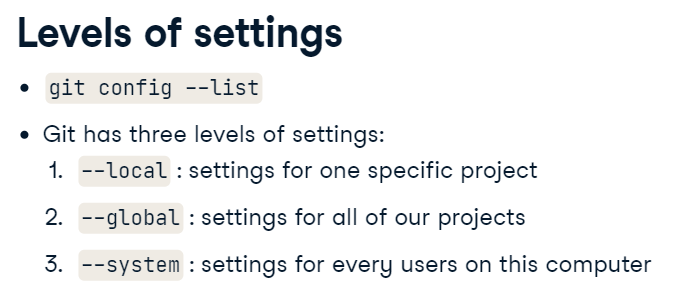 Levels of settings
• git config --list
• Git has three levels of settings:
1. --local : settings for one specific project
2. --global : settings for all of our projects
3. --system : settings for every users on this computer